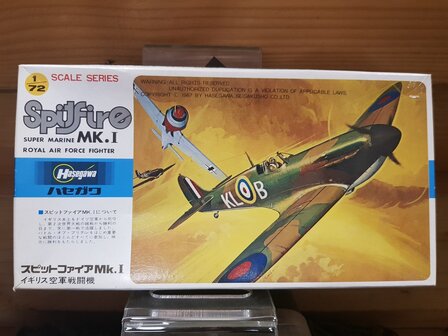 1/72
SCALE SERIES
WARNING: ALL RIGHTS RESERVED
UNAUTHORIZED DUPLICATION IS A VIOLATION OF APPLICABLE LAWS.
COPYRIGHT © 1987 BY HASEGAWA SEISAKUSHO CO.LTD.
Spitfire
SUPER MARINE MK.I
ROYAL AIR FORCE FIGHTER
Hasegawa
ハセガワ
KL B
■スピットファイアMk.Iについて
スピットファイアMk.I
イギリス空軍戦闘機